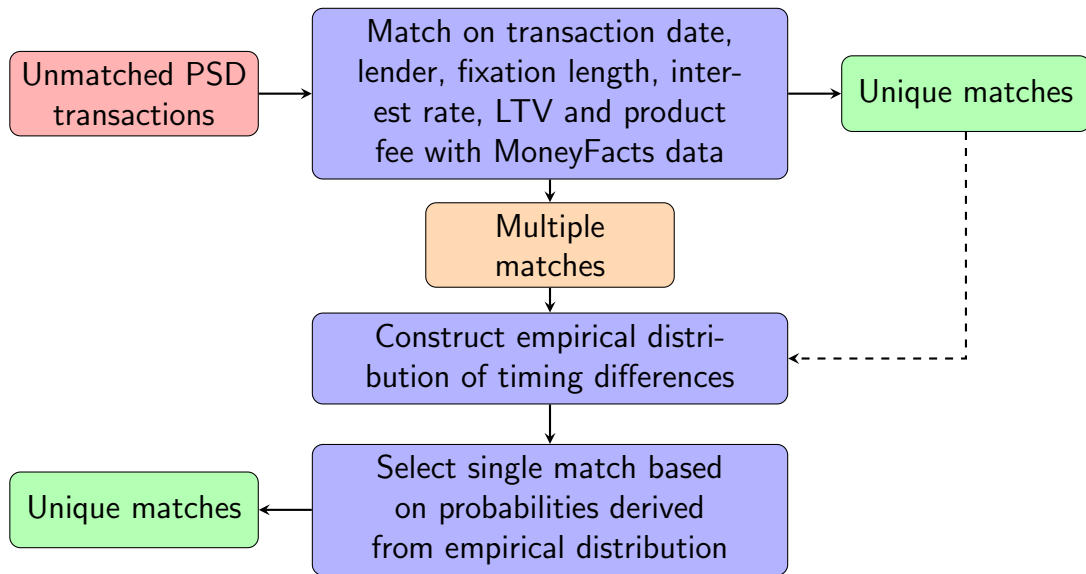 Unmatched PSD
transactions
Match on transaction date,
lender, fixation length, inter-
est rate, LTV and product
fee with MoneyFacts data
Unique matches
Multiple
matches
Construct empirical distri-
bution of timing differences
Select single match based
on probabilities derived
from empirical distribution
Unique matches